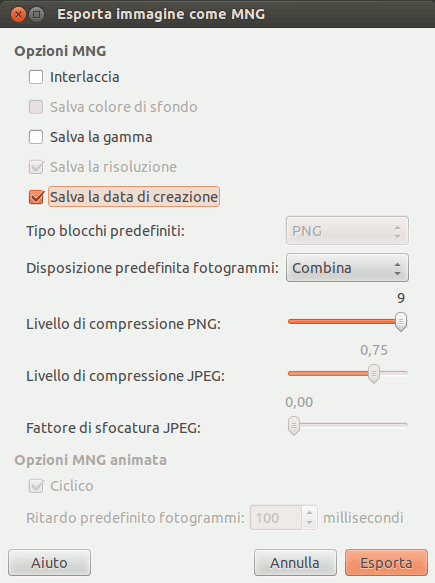 Esporta immagine come MNG
Opzioni MNG
Interlaccia
Salva colore di sfondo
Salva la gamma
Salva la risoluzione
Salva la data di creazione
Tipo blocchi predefiniti: PNG
Disposizione predefinita fotogrammi: Combina
9
Livello di compressione PNG:
0,75
Livello di compressione JPEG:
0,00
Fattore di sfocatura JPEG:
Opzioni MNG animata
Ciclico
Ritardo predefinito fotogrammi: 100 millisecondi
Aiuto Annulla Esporta